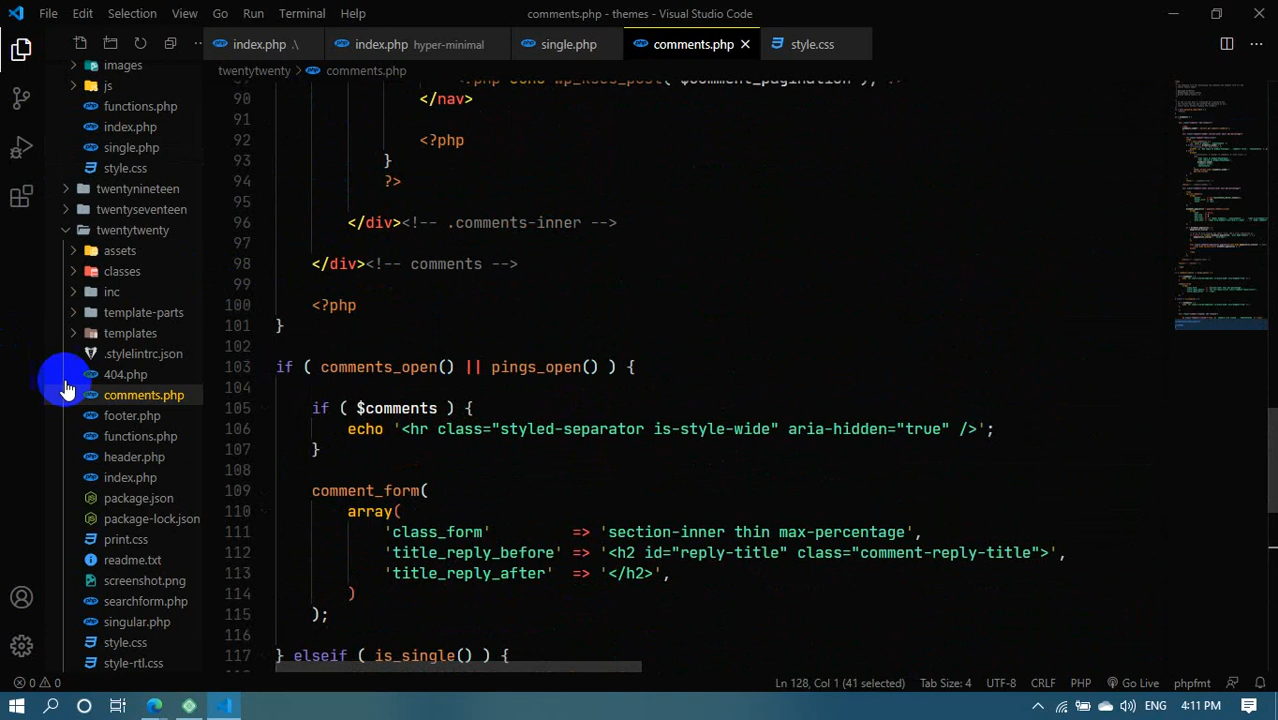 File Edit Selection View Go Run Terminal Help
comments.php - themes - Visual Studio Code
index.php .\
index.php hyper-minimal
single.php
comments.php
style.css
twentytwenty > comments.php
images
js
functions.php
index.php
single.php
style.css
twentynineteen
twentyseventeen
twentytwenty
assets
classes
inc
template-parts
templates
.stylelintrc.json
404.php
comments.php
footer.php
functions.php
header.php
index.php
package.json
package-lock.json
print.css
readme.txt
screenshot.png
searchform.php
singular.php
style.css
style-rtl.css
89 <?php echo wp_kses_post( $comment_pagination ); ?>
90 </nav>
91
92 <?php
93 }
94 ?>
95
96 </div><!-- .comments-inner -->
97
98 </div><!-- comments -->
99
100 <?php
101 }
102
103 if ( comments_open() || pings_open() ) {
104
105 if ( $comments ) {
106 echo '<hr class="styled-separator is-style-wide" aria-hidden="true" />';
107 }
108
109 comment_form(
110 array(
111 'class_form' => 'section-inner thin max-percentage',
112 'title_reply_before' => '<h2 id="reply-title" class="comment-reply-title">',
113 'title_reply_after' => '</h2>',
114 )
115 );
116
117 } elseif ( is_single() ) {
0 0
Ln 128, Col 1 (41 selected) Tab Size: 4 UTF-8 CRLF PHP Go Live phpfmt
ENG 4:11 PM